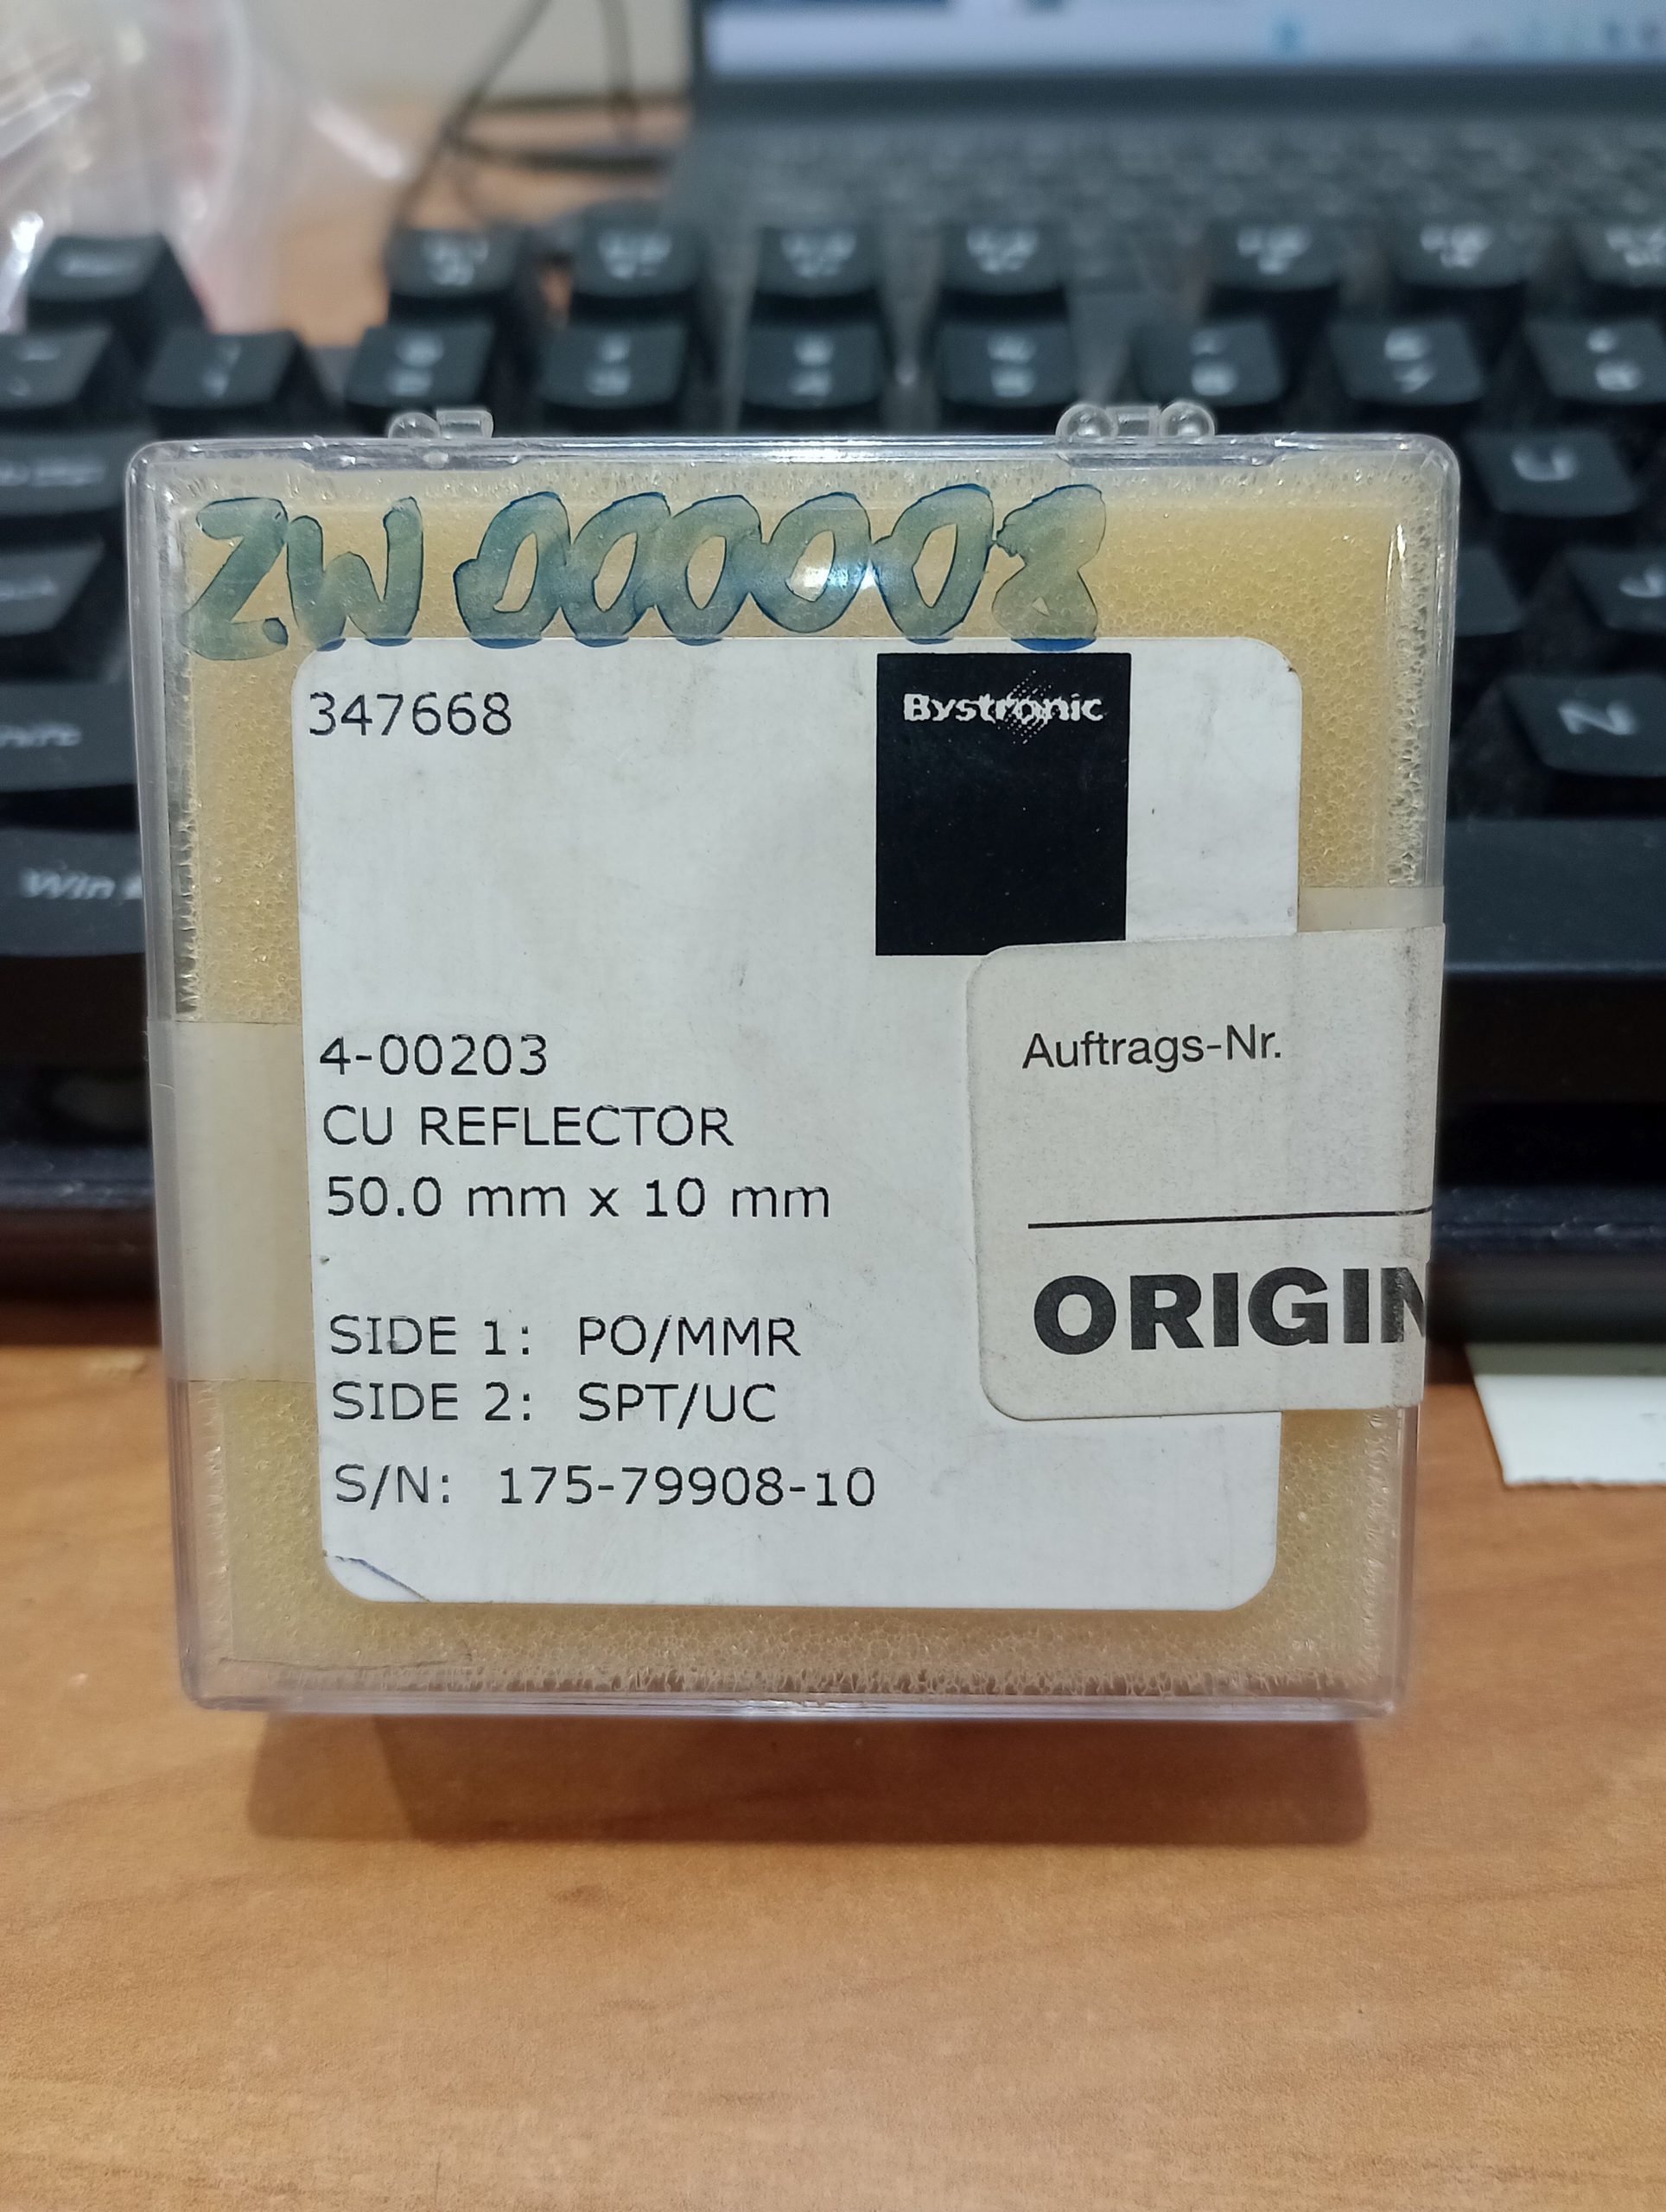 ZW 000008
347668
Bystronic
4-00203
CU REFLECTOR
50.0 mm x 10 mm
SIDE 1: PO/MMR
SIDE 2: SPT/UC
S/N: 175-79908-10
Auftrags-Nr.
ORIGIN
Win
U
N